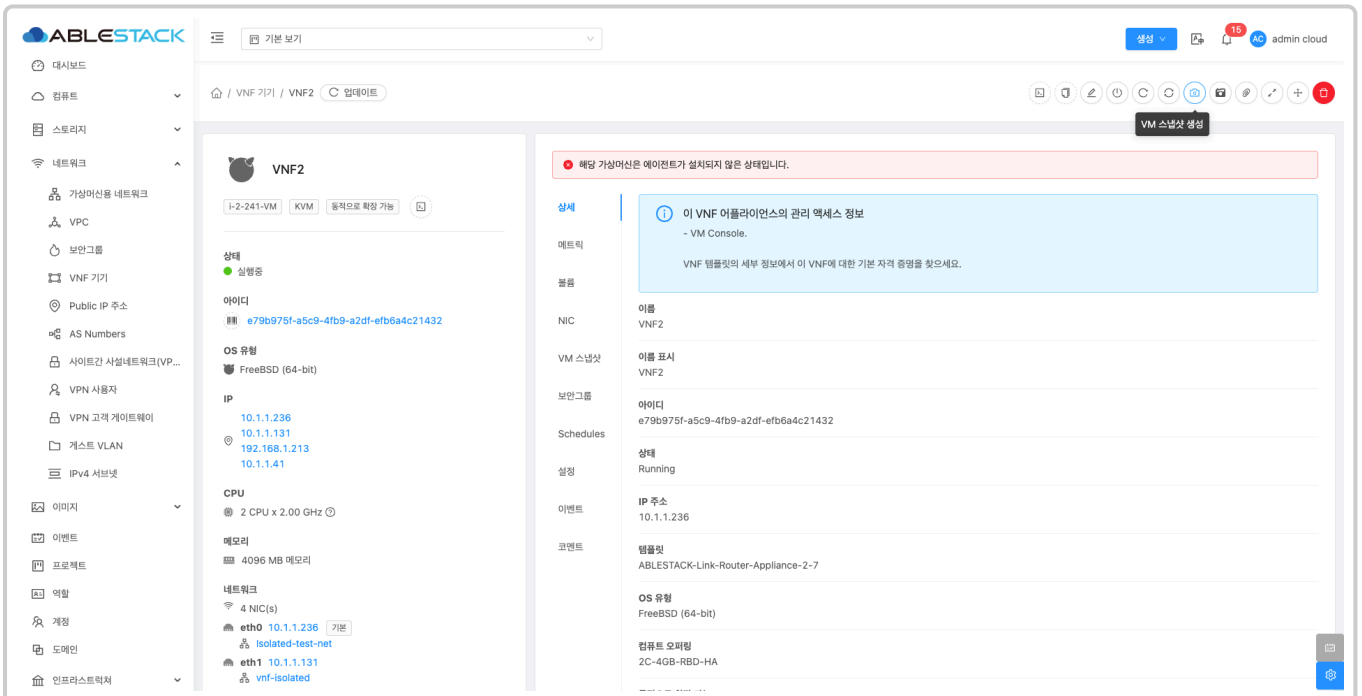 ABLESTACK
기본 보기
생성
15
AC
admin cloud
대시보드
컴퓨트
스토리지
네트워크
가상머신용 네트워크
VPC
보안그룹
VNF 기기
Public IP 주소
AS Numbers
사이트간 사설네트워크(VP...
VPN 사용자
VPN 고객 게이트웨이
게스트 VLAN
IPv4 서브넷
이미지
이벤트
프로젝트
역할
계정
도메인
인프라스트럭쳐
/ VNF 기기 / VNF2
업데이트
VM 스냅샷 생성
VNF2
i-2-241-VM
KVM
동적으로 확장 가능
상태
실행중
아이디
e79b975f-a5c9-4fb9-a2df-efb6a4c21432
OS 유형
FreeBSD (64-bit)
IP
10.1.1.236
10.1.1.131
192.168.1.213
10.1.1.41
CPU
2 CPU x 2.00 GHz
메모리
4096 MB 메모리
네트워크
4 NIC(s)
eth0 10.1.1.236 기본
Isolated-test-net
eth1 10.1.1.131
vnf-isolated
해당 가상머신은 에이전트가 설치되지 않은 상태입니다.
상세
메트릭
볼륨
NIC
VM 스냅샷
보안그룹
Schedules
설정
이벤트
코멘트
이 VNF 어플라이언스의 관리 액세스 정보
- VM Console.
VNF 템플릿의 세부 정보에서 이 VNF에 대한 기본 자격 증명을 찾으세요.
이름
VNF2
이름 표시
VNF2
아이디
e79b975f-a5c9-4fb9-a2df-efb6a4c21432
상태
Running
IP 주소
10.1.1.236
템플릿
ABLESTACK-Link-Router-Appliance-2-7
OS 유형
FreeBSD (64-bit)
컴퓨트 오퍼링
2C-4GB-RBD-HA